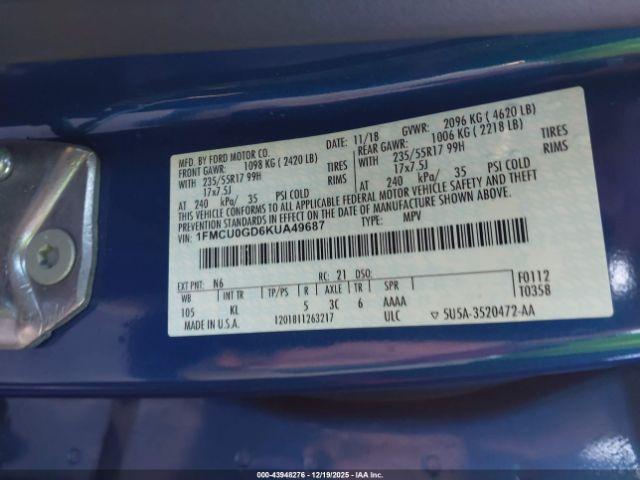 MFD. BY FORD MOTOR CO.
DATE: 11/18 GVWR: 2096 KG ( 4620 LB)
FRONT GAWR: 1098 KG ( 2420 LB)
REAR GAWR: 1006 KG ( 2218 LB)
WITH 235/55R17 99H TIRES
WITH 235/55R17 99H TIRES
17x7.5J RIMS
17x7.5J RIMS
AT 240 kPa/ 35 PSI COLD
AT 240 kPa/ 35 PSI COLD
THIS VEHICLE CONFORMS TO ALL APPLICABLE FEDERAL MOTOR VEHICLE SAFETY AND THEFT
PREVENTION STANDARDS IN EFFECT ON THE DATE OF MANUFACTURE SHOWN ABOVE.
VIN: 1FMCU0GD6KUA49687
TYPE: MPV
EXT PNT: N6 RC: 21 DSO:
WB INT TR TP/PS R AXLE TR SPR
105 KL 5 3C 6 AAAA
F0112
T0358
MADE IN U.S.A. 1201811263217 ULC ▽ 5U5A-3520472-AA
000-43948276 - 12/19/2025 - IAA Inc.